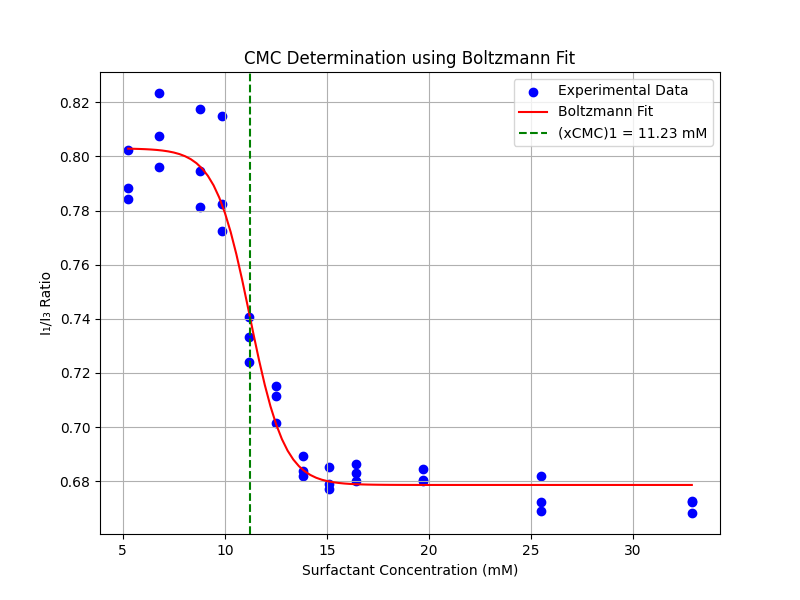 CMC Determination using Boltzmann Fit
Experimental Data
Boltzmann Fit
(xCMC)1 = 11.23 mM
I₁/I₃ Ratio
0.82
0.80
0.78
0.76
0.74
0.72
0.70
0.68
5 10 15 20 25 30
Surfactant Concentration (mM)